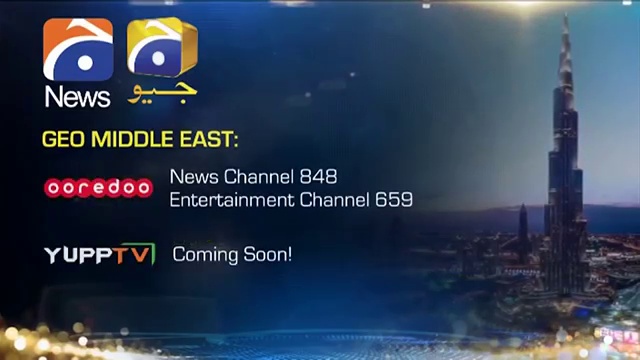 News
جیو
GEO MIDDLE EAST:
ooredoo
News Channel 848
Entertainment Channel 659
YUPPTV
Coming Soon!